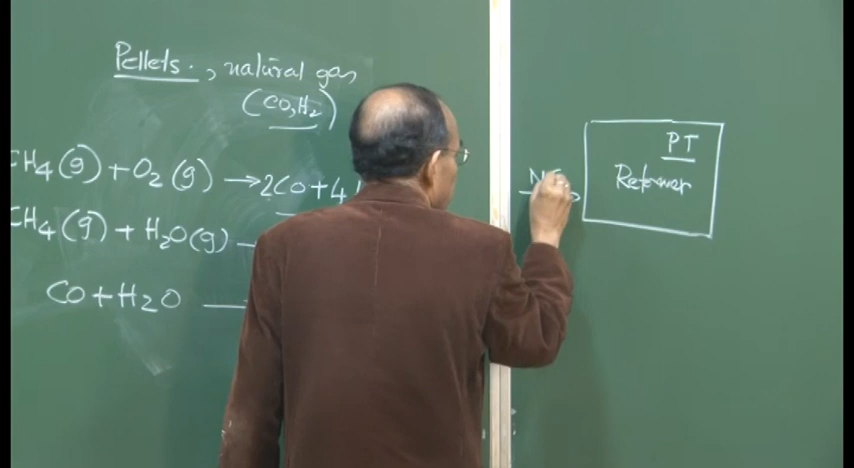 Pellets., natural gas
(CO,H2)
CH4(g)+O2(g)→2CO+4
CH4(g)+H2O(g)
CO+H2O
PT
Reformer